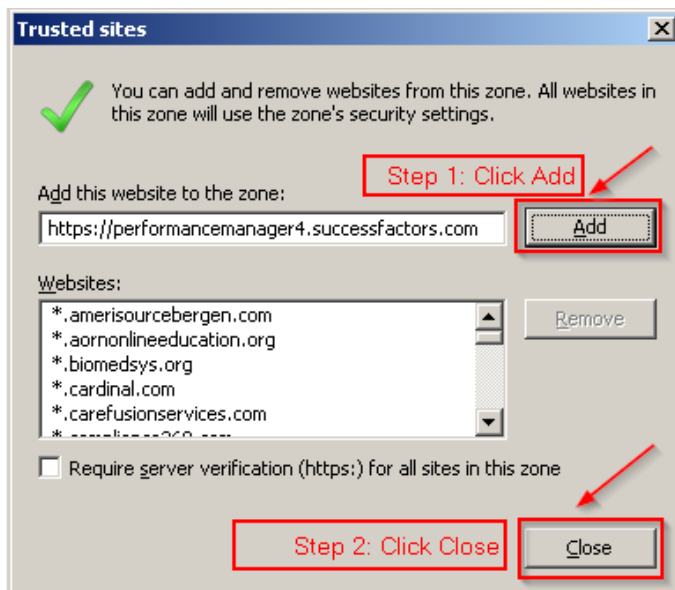 Trusted sites
You can add and remove websites from this zone. All websites in
this zone will use the zone's security settings.
Step 1: Click Add
Add this website to the zone:
https://performancemanager4.successfactors.com
Add
Websites:
*.amerisourcebergen.com
Remove
*.aornonlineeducation.org
*.biomedsys.org
*.cardinal.com
*.carefusionservices.com
Require server verification (https:) for all sites in this zone
Step 2: Click Close
Close